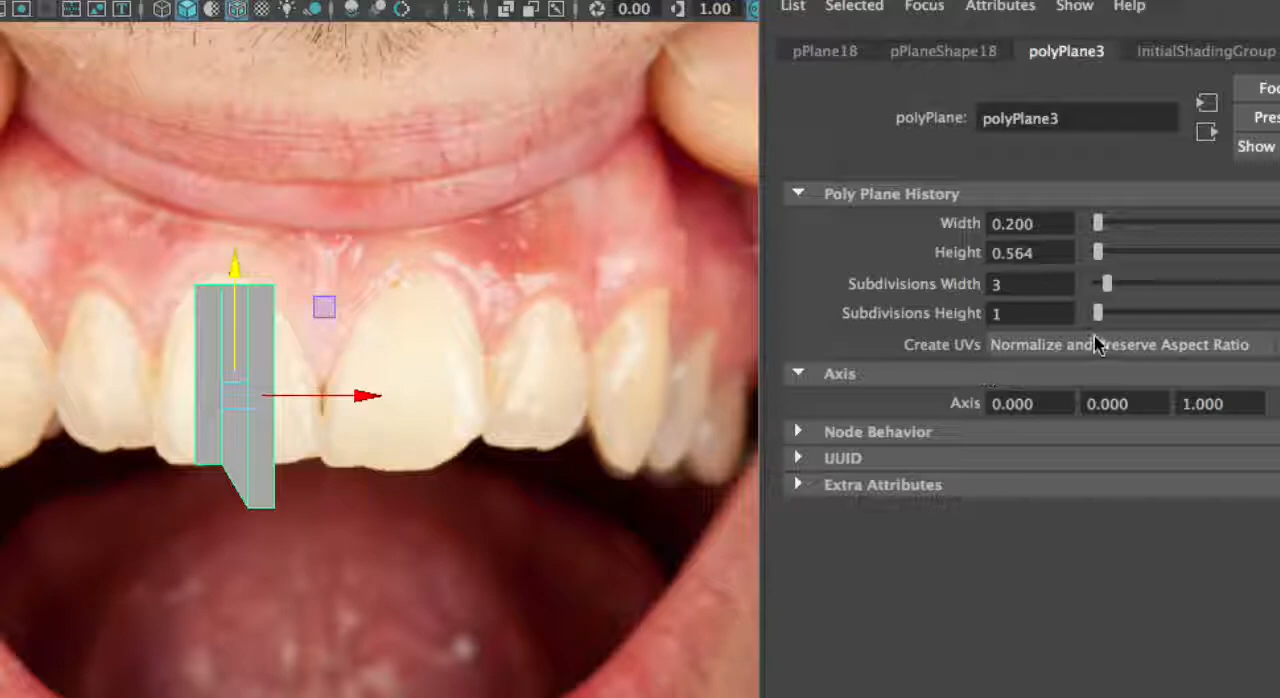 0.00 1.00
List Selected Focus Attributes Show Help
pPlane18 pPlaneShape18 polyPlane3 InitialShadingGroup
polyPlane: polyPlane3
Show
Poly Plane History
Width 0.200
Height 0.564
Subdivisions Width 3
Subdivisions Height 1
Create UVs Normalize and Preserve Aspect Ratio
Axis
Axis 0.000 0.000 1.000
Node Behavior
UUID
Extra Attributes